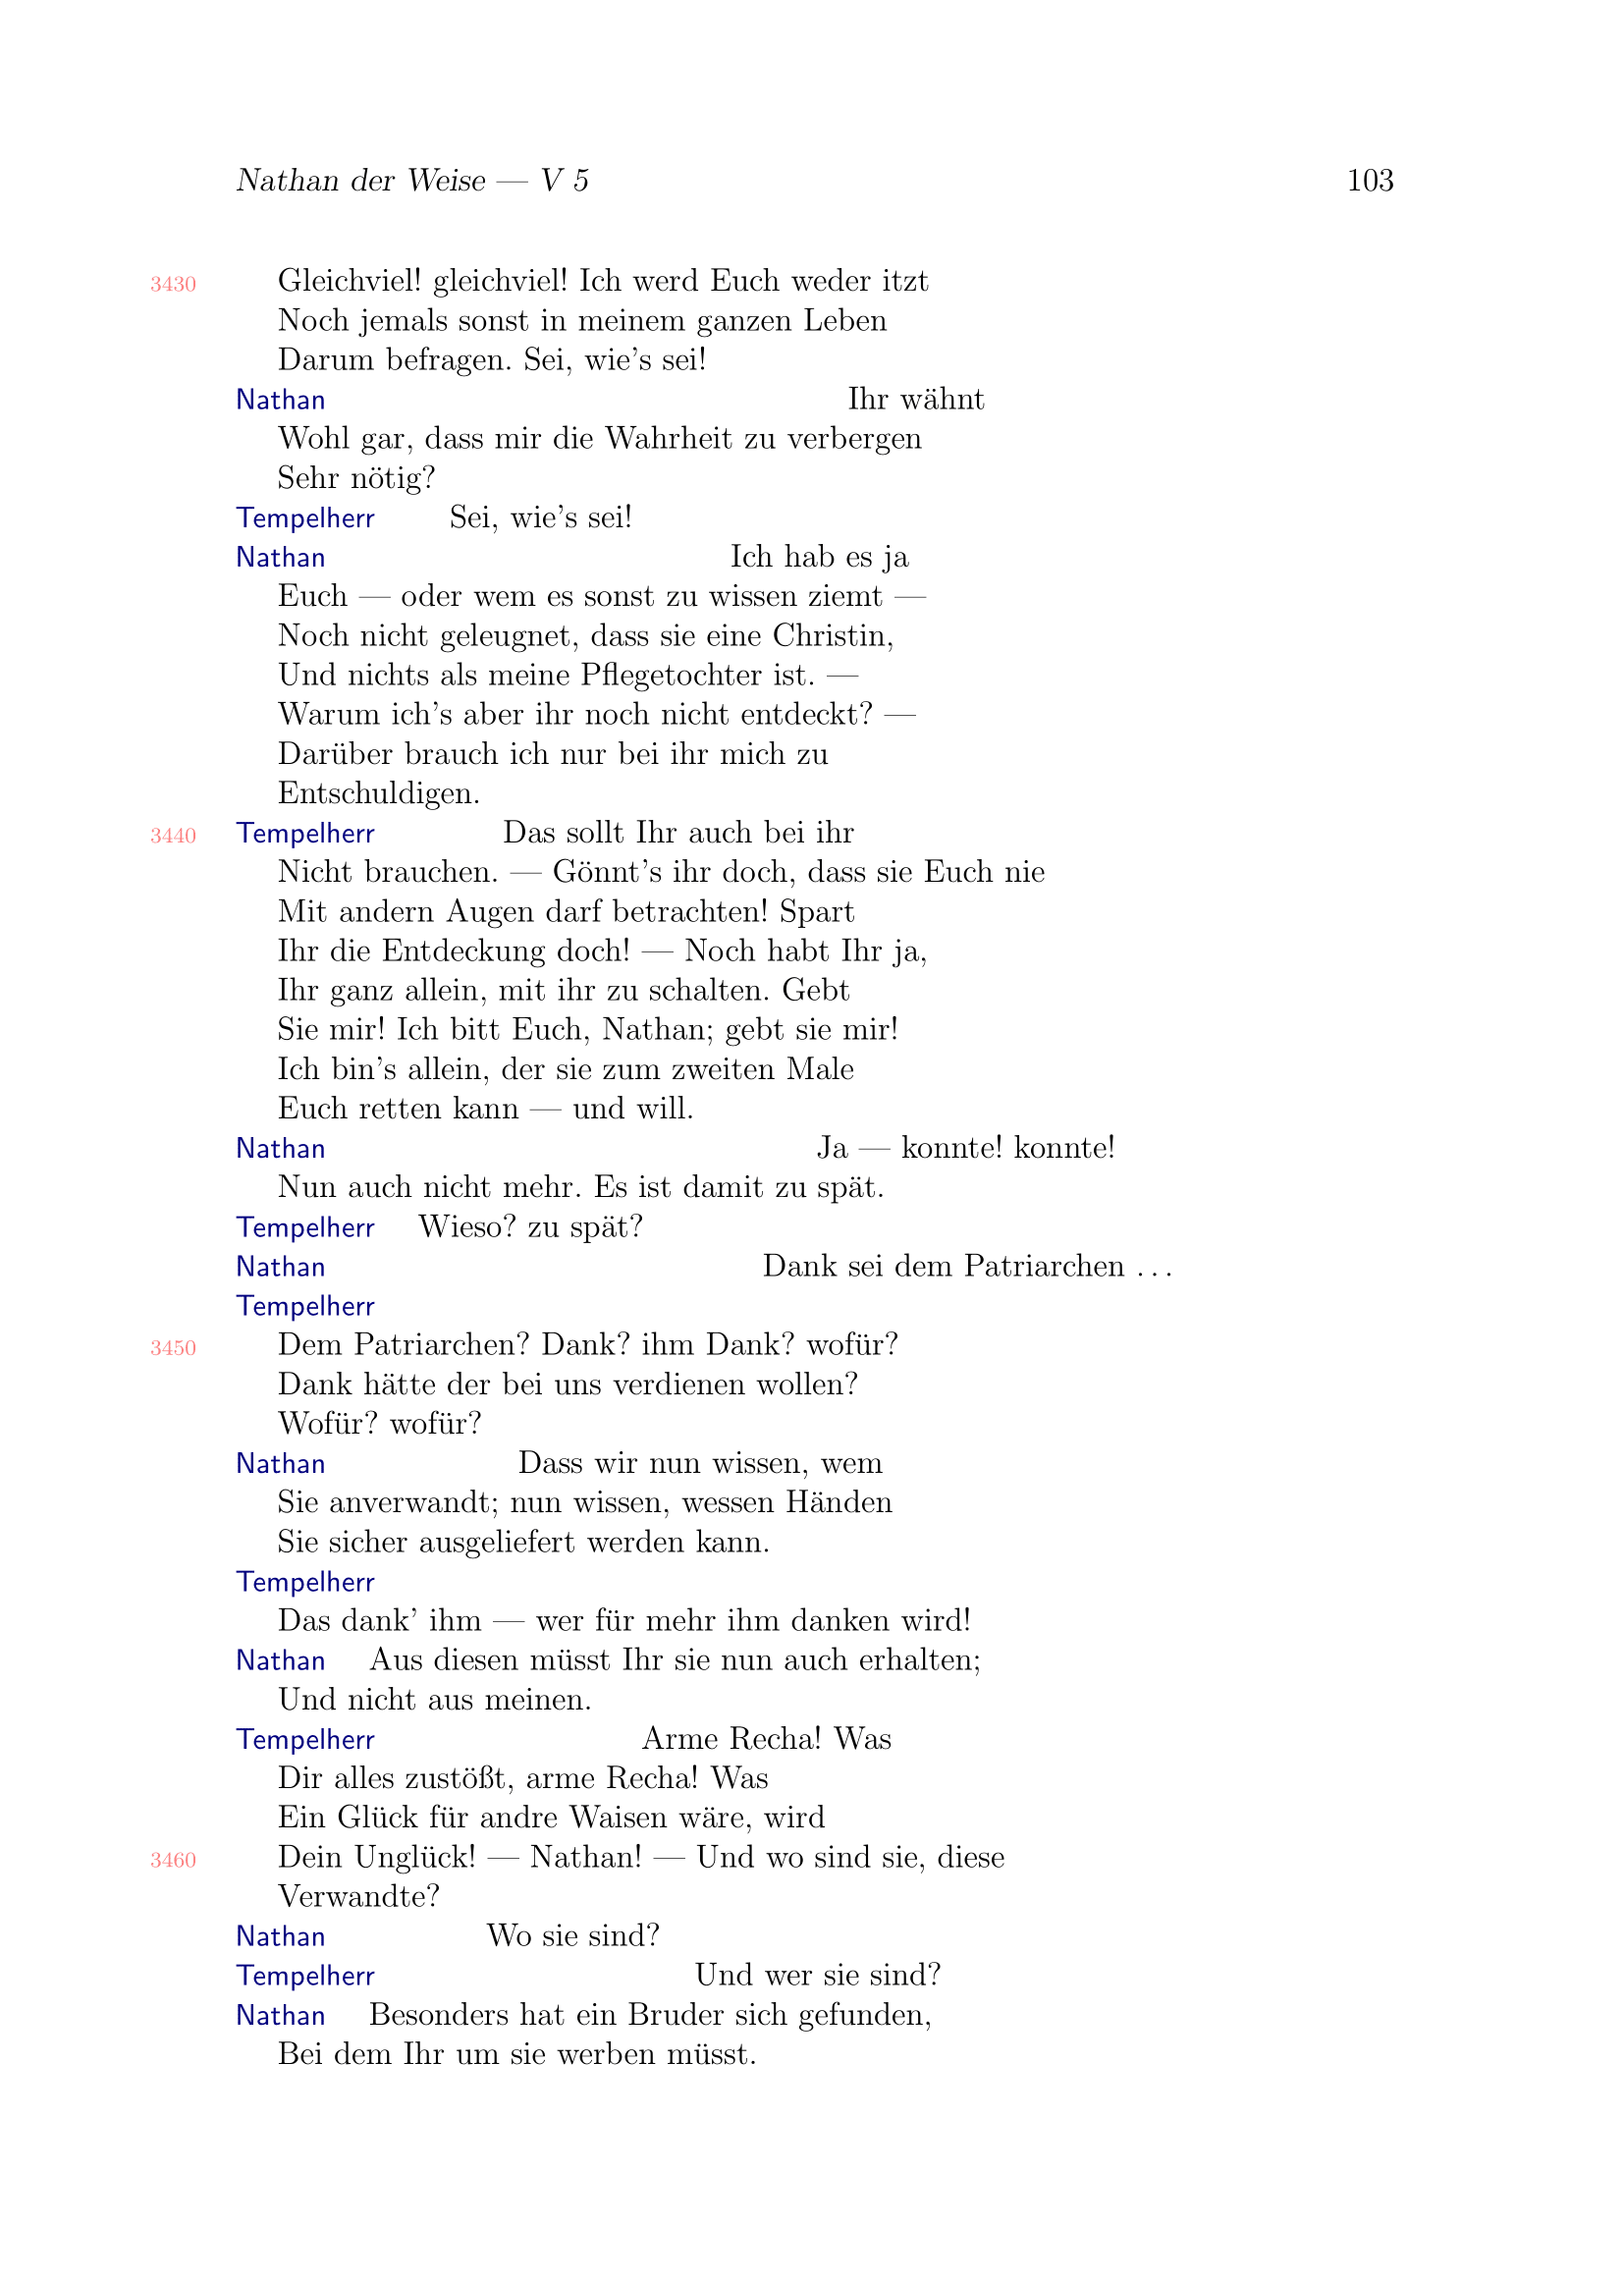 Nathan der Weise — V 5 103
3430 Gleichviel! gleichviel! Ich werd Euch weder itzt
Noch jemals sonst in meinem ganzen Leben
Darum befragen. Sei, wie’s sei!
Nathan Ihr wähnt
Wohl gar, dass mir die Wahrheit zu verbergen
Sehr nötig?
Tempelherr Sei, wie’s sei!
Nathan Ich hab es ja
Euch — oder wem es sonst zu wissen ziemt —
Noch nicht geleugnet, dass sie eine Christin,
Und nichts als meine Pflegetochter ist. —
Warum ich’s aber ihr noch nicht entdeckt? —
Darüber brauch ich nur bei ihr mich zu
Entschuldigen.
3440 Tempelherr Das sollt Ihr auch bei ihr
Nicht brauchen. — Gönnt’s ihr doch, dass sie Euch nie
Mit andern Augen darf betrachten! Spart
Ihr die Entdeckung doch! — Noch habt Ihr ja,
Ihr ganz allein, mit ihr zu schalten. Gebt
Sie mir! Ich bitt Euch, Nathan; gebt sie mir!
Ich bin’s allein, der sie zum zweiten Male
Euch retten kann — und will.
Nathan Ja — konnte! konnte!
Nun auch nicht mehr. Es ist damit zu spät.
Tempelherr Wieso? zu spät?
Nathan Dank sei dem Patriarchen . . .
Tempelherr
3450 Dem Patriarchen? Dank? ihm Dank? wofür?
Dank hätte der bei uns verdienen wollen?
Wofür? wofür?
Nathan Dass wir nun wissen, wem
Sie anverwandt; nun wissen, wessen Händen
Sie sicher ausgeliefert werden kann.
Tempelherr
Das dank’ ihm — wer für mehr ihm danken wird!
Nathan Aus diesen müsst Ihr sie nun auch erhalten;
Und nicht aus meinen.
Tempelherr Arme Recha! Was
Dir alles zustößt, arme Recha! Was
Ein Glück für andre Waisen wäre, wird
3460 Dein Unglück! — Nathan! — Und wo sind sie, diese
Verwandte?
Nathan Wo sie sind?
Tempelherr Und wer sie sind?
Nathan Besonders hat ein Bruder sich gefunden,
Bei dem Ihr um sie werben müsst.